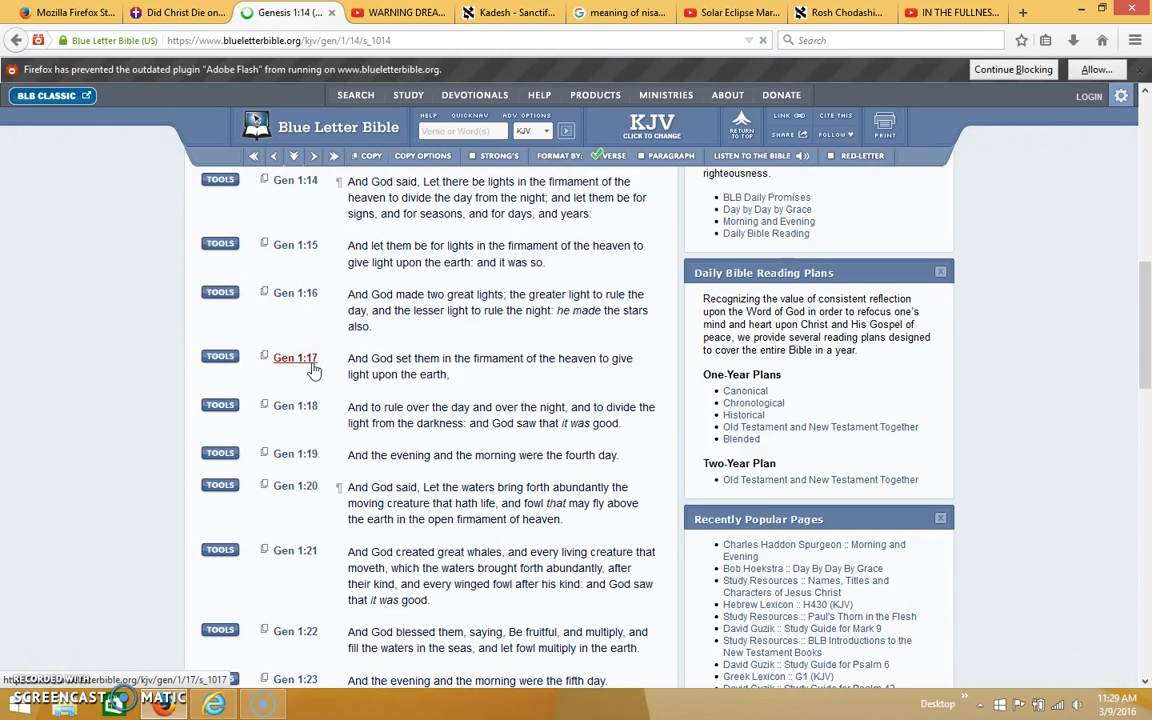 Mozilla Firefox St...
Did Christ Die on...
Genesis 1:14 (...
WARNING DREA...
Kadesh - Sanctif...
meaning of nisa...
Solar Eclipse Mar...
Rosh Chodashi...
IN THE FULLNES...
Blue Letter Bible (US)
https://www.blueletterbible.org/kjv/gen/1/14/s_1014
Search
Firefox has prevented the outdated plugin "Adobe Flash" from running on www.blueletterbible.org.
Continue Blocking
Allow...
BLB CLASSIC
SEARCH STUDY DEVOTIONALS HELP PRODUCTS MINISTRIES ABOUT DONATE
LOGIN
Blue Letter Bible
HELP QUICKNAV ADV. OPTIONS
Verse or Word(s)
KJV
KJV
CLICK TO CHANGE
RETURN
TO TOP
LINK
CITE THIS
SHARE
FOLLOW
PRINT
COPY COPY OPTIONS STRONG'S FORMAT BY: VERSE PARAGRAPH LISTEN TO THE BIBLE RED-LETTER
TOOLS Gen 1:14 ¶ And God said, Let there be lights in the firmament of the
heaven to divide the day from the night; and let them be for
signs, and for seasons, and for days, and years:
TOOLS Gen 1:15 And let them be for lights in the firmament of the heaven to
give light upon the earth: and it was so.
TOOLS Gen 1:16 And God made two great lights; the greater light to rule the
day, and the lesser light to rule the night: he made the stars
also.
TOOLS Gen 1:17 And God set them in the firmament of the heaven to give
light upon the earth,
TOOLS Gen 1:18 And to rule over the day and over the night, and to divide the
light from the darkness: and God saw that it was good.
TOOLS Gen 1:19 And the evening and the morning were the fourth day.
TOOLS Gen 1:20 ¶ And God said, Let the waters bring forth abundantly the
moving creature that hath life, and fowl that may fly above
the earth in the open firmament of heaven.
TOOLS Gen 1:21 And God created great whales, and every living creature that
moveth, which the waters brought forth abundantly, after
their kind, and every winged fowl after his kind: and God saw
that it was good.
TOOLS Gen 1:22 And God blessed them, saying, Be fruitful, and multiply, and
fill the waters in the seas, and let fowl multiply in the earth.
Gen 1:23 And the evening and the morning were the fifth day.
righteousness.
BLB Daily Promises
Day by Day by Grace
Morning and Evening
Daily Bible Reading
Daily Bible Reading Plans
Recognizing the value of consistent reflection
upon the Word of God in order to refocus one's
mind and heart upon Christ and His Gospel of
peace, we provide several reading plans designed
to cover the entire Bible in a year.
One-Year Plans
Canonical
Chronological
Historical
Old Testament and New Testament Together
Blended
Two-Year Plan
Old Testament and New Testament Together
Recently Popular Pages
Charles Haddon Spurgeon :: Morning and
Evening
Bob Hoekstra :: Day By Day By Grace
Study Resources :: Names, Titles and
Characters of Jesus Christ
Hebrew Lexicon :: H430 (KJV)
Study Resources :: Paul's Thorn in the Flesh
David Guzik :: Study Guide for Mark 9
Study Resources :: BLB Introductions to the
New Testament Books
David Guzik :: Study Guide for Psalm 6
Greek Lexicon :: G1 (KJV)
RECORDED WITH
SCREENCAST MATIC
Desktop
11:29 AM
3/9/2016